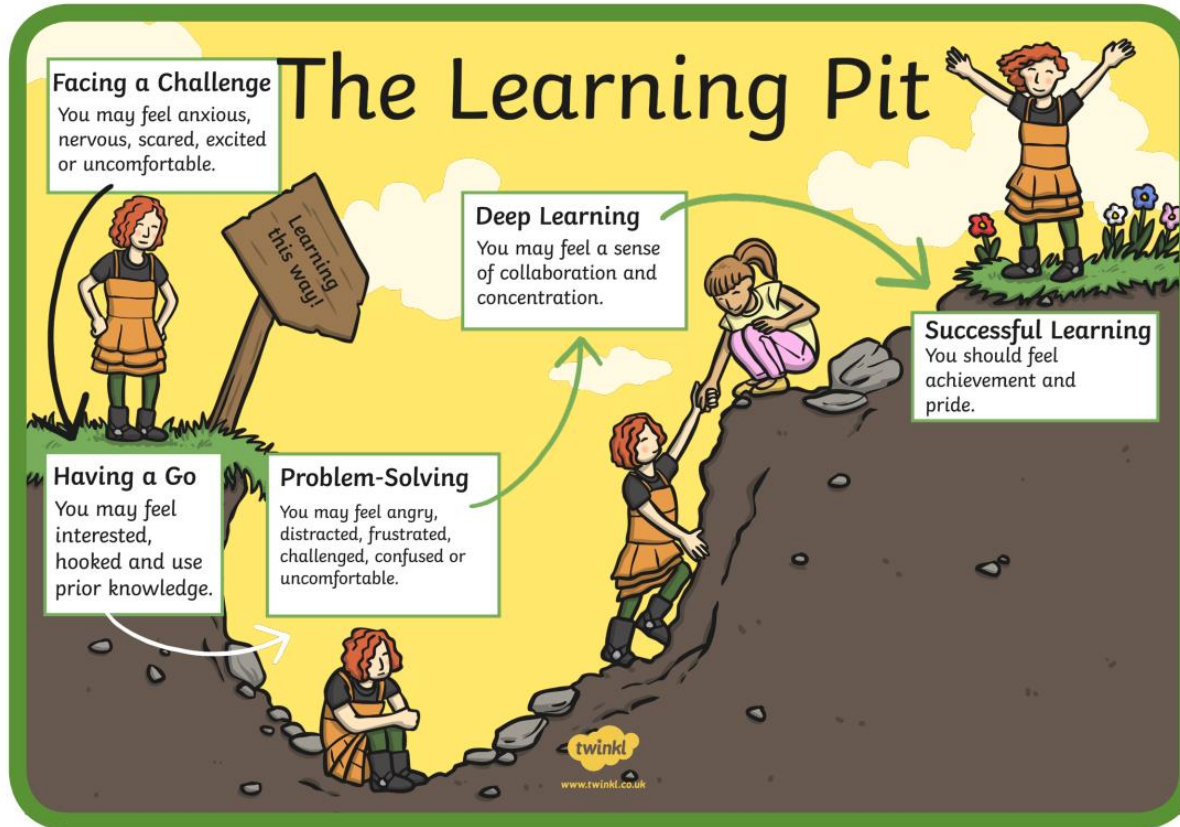 The Learning Pit
Facing a Challenge
You may feel anxious,
nervous, scared, excited
or uncomfortable.
Learning
this way!
Having a Go
You may feel
interested,
hooked and use
prior knowledge.
Problem-Solving
You may feel angry,
distracted, frustrated,
challenged, confused or
uncomfortable.
Deep Learning
You may feel a sense
of collaboration and
concentration.
Successful Learning
You should feel
achievement and
pride.
twinkl
www.twinkl.co.uk